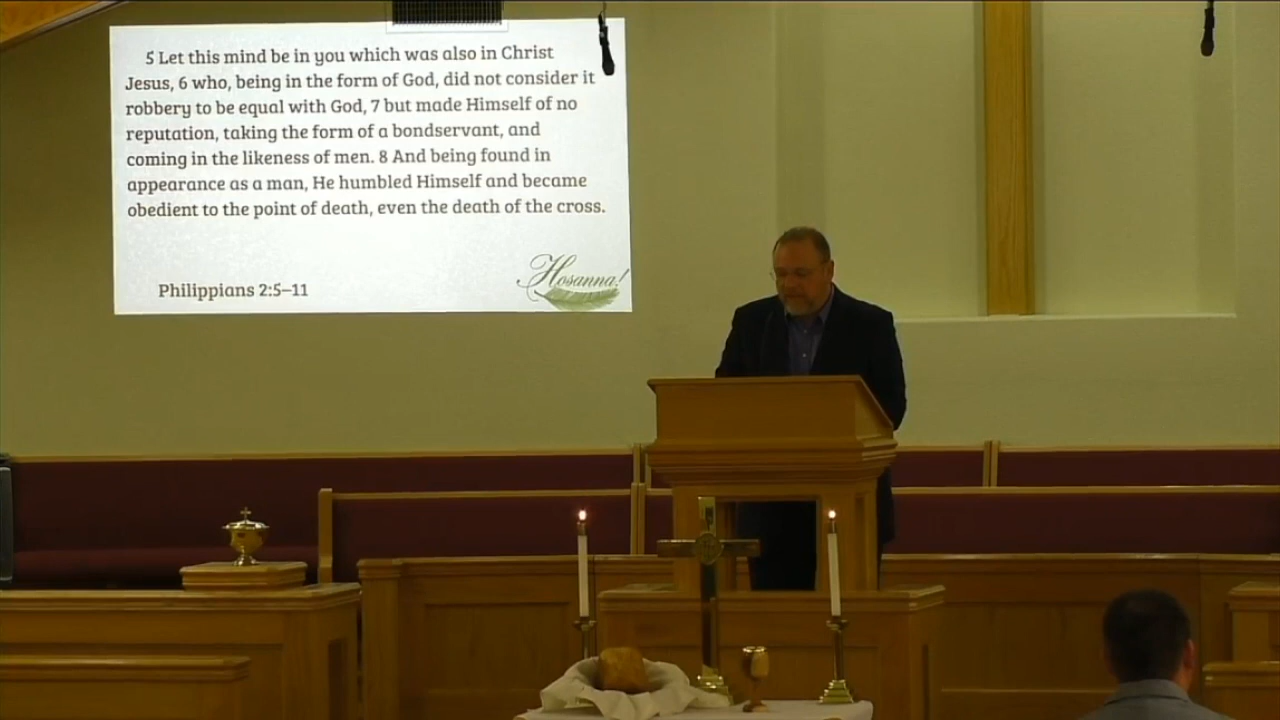 5 Let this mind be in you which was also in Christ
Jesus, 6 who, being in the form of God, did not consider it
robbery to be equal with God, 7 but made Himself of no
reputation, taking the form of a bondservant, and
coming in the likeness of men. 8 And being found in
appearance as a man, He humbled Himself and became
obedient to the point of death, even the death of the cross.
Philippians 2:5–11
Hosanna!